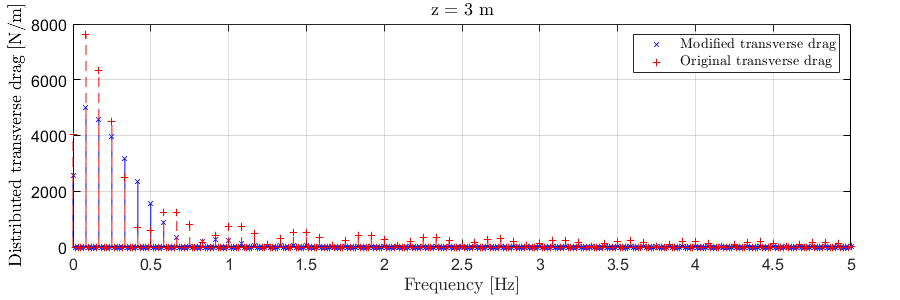 z = 3 m
Distributed transverse drag [N/m]
8000
6000
4000
2000
0
Modified transverse drag
Original transverse drag
0 0.5 1 1.5 2 2.5 3 3.5 4 4.5 5
Frequency [Hz]